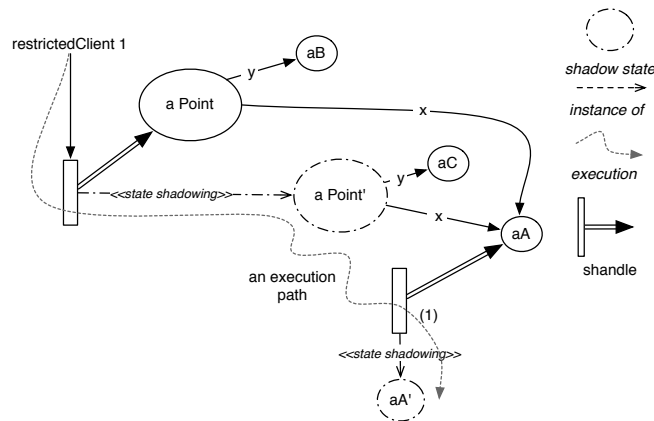 restrictedClient 1
aB
y
a Point
x
shadow state
instance of
aC
y
<<state shadowing>>
a Point'
execution
x
aA
an execution
path
shandle
(1)
<<state shadowing>>
aA'